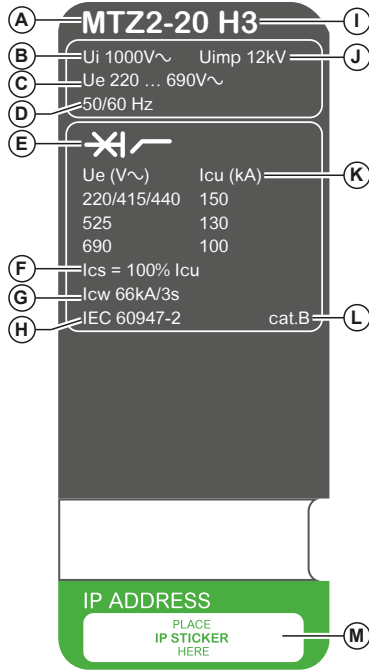 A MTZ2-20 H3 I
B Ui 1000V∿ Uimp 12kV J
C Ue 220 ... 690V∿
D 50/60 Hz
E
Ue (V∿) Icu (kA) K
220/415/440 150
525 130
690 100
F Ics = 100% Icu
G Icw 66kA/3s
H IEC 60947-2 cat.B L
IP ADDRESS
PLACE
IP STICKER M
HERE